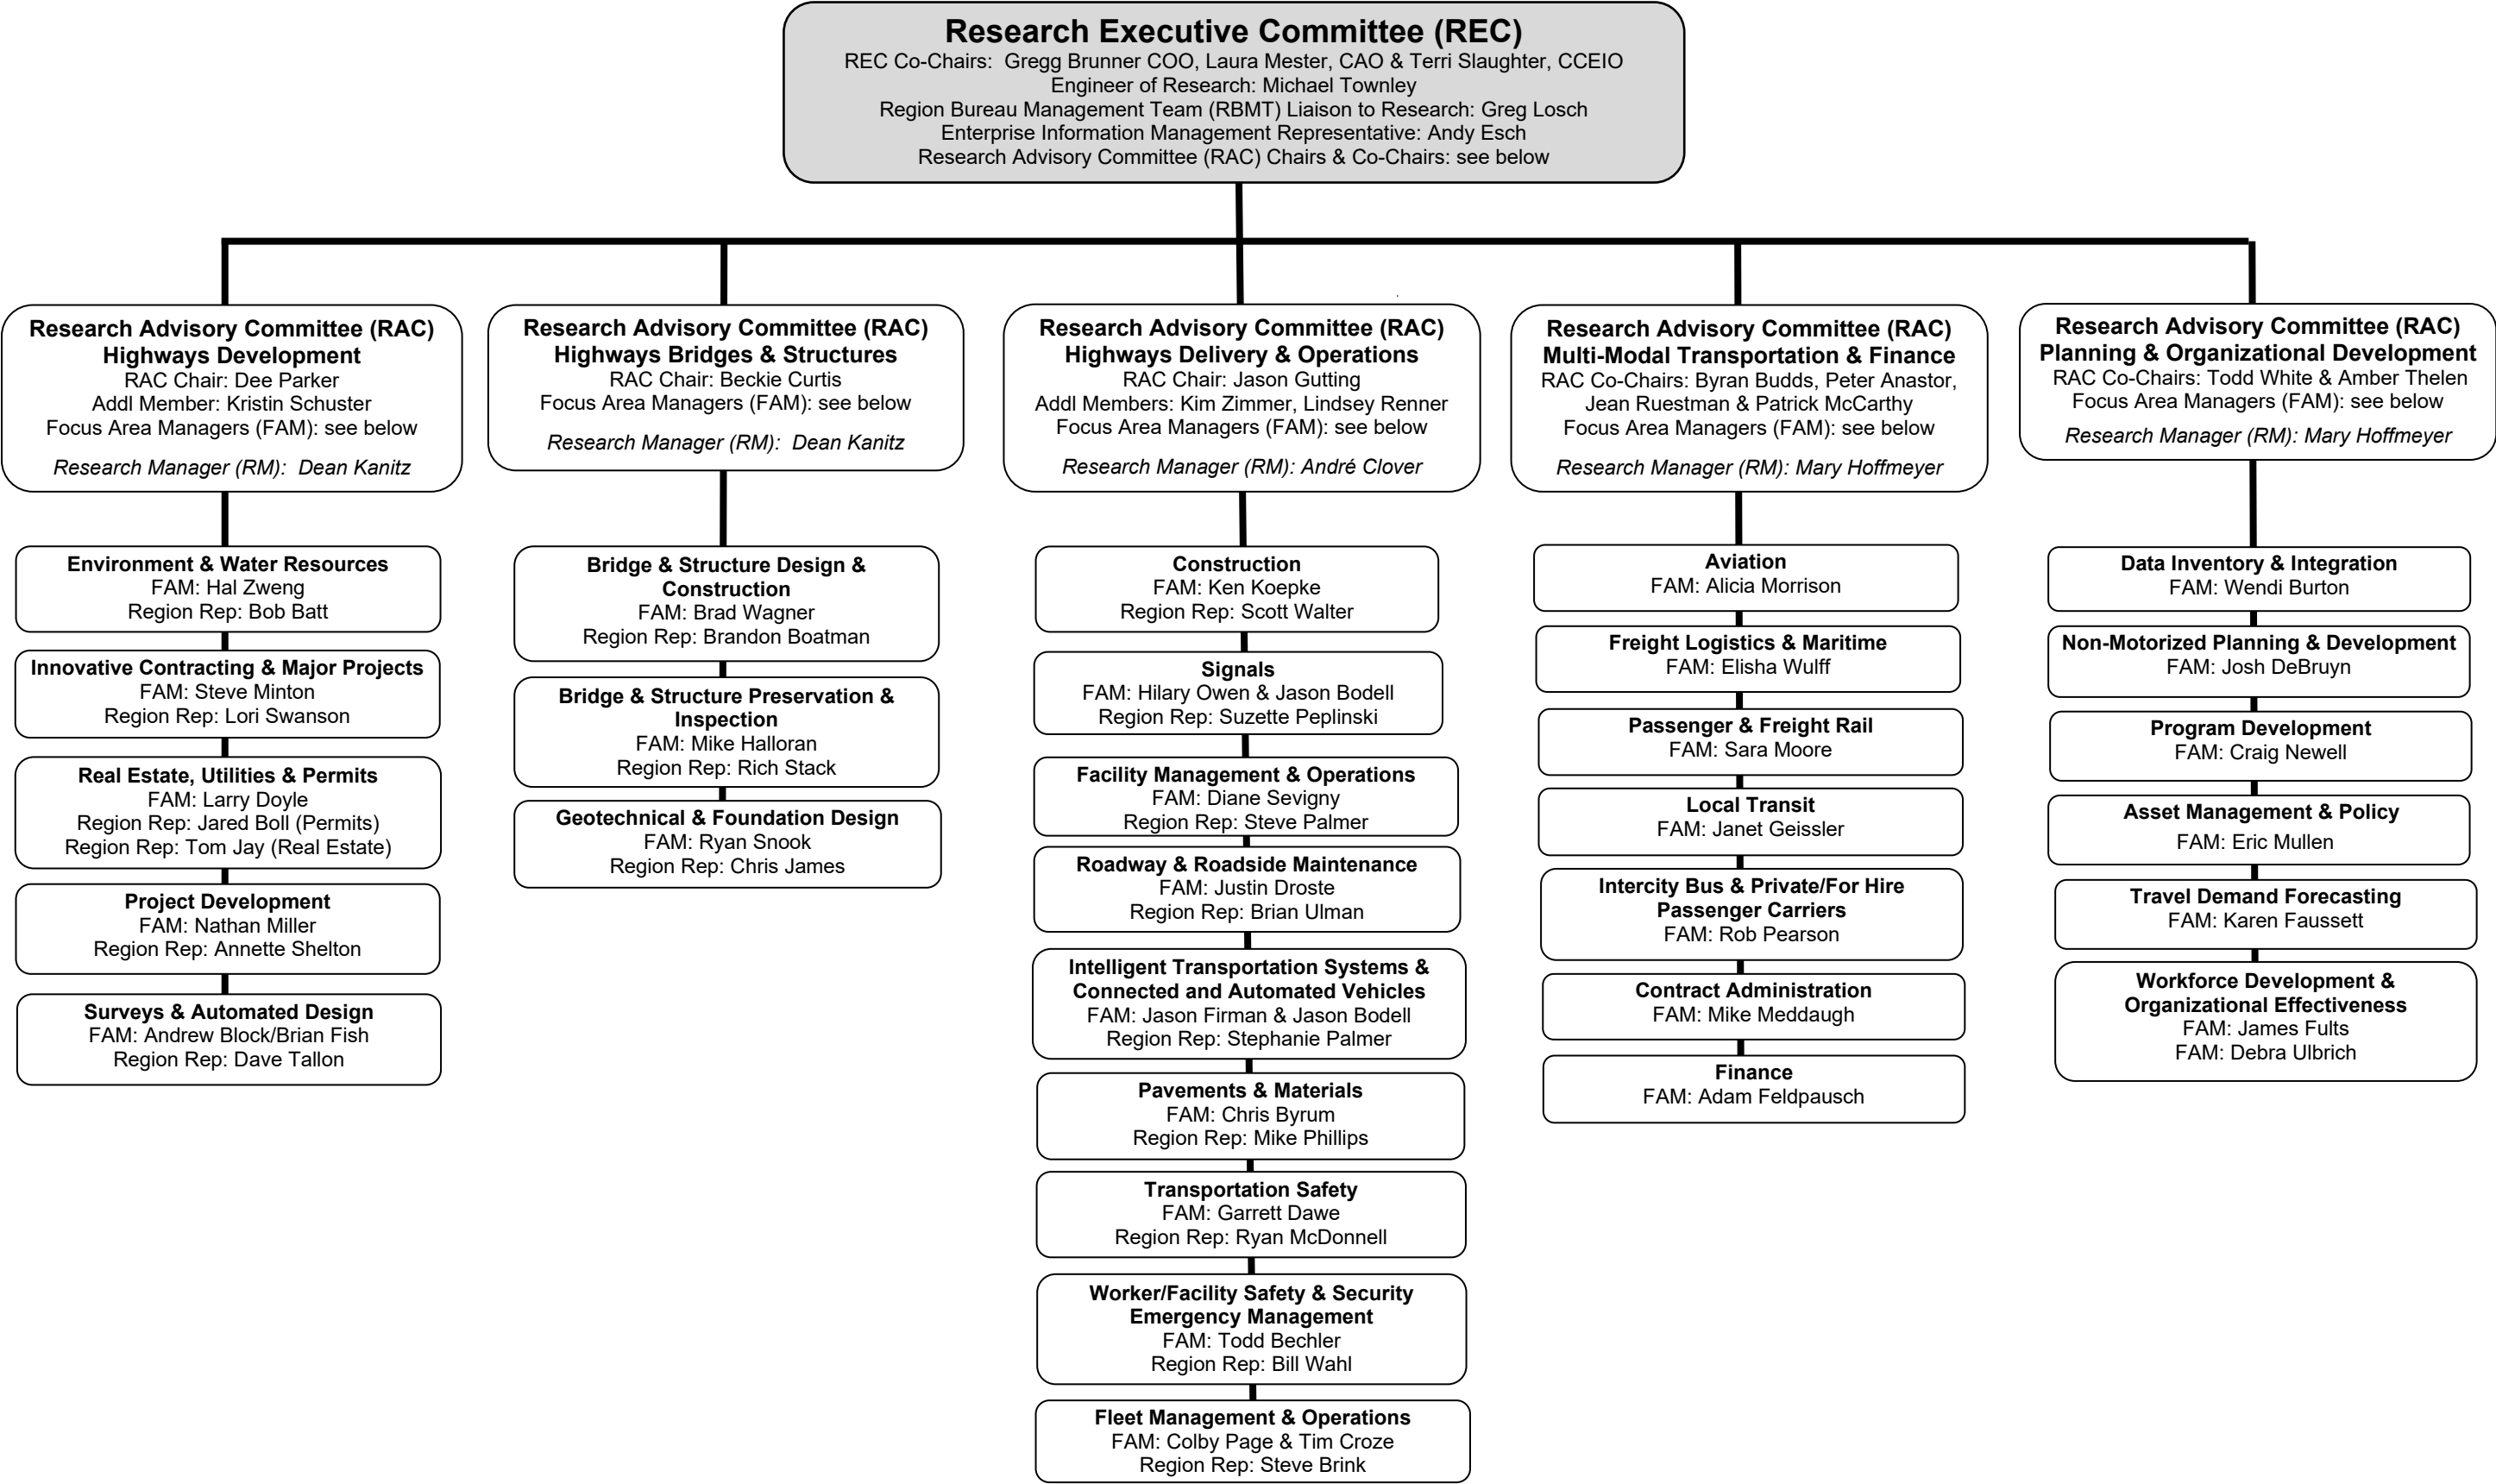 Research Executive Committee (REC)
REC Co-Chairs:  Gregg Brunner COO, Laura Mester, CAO & Terri Slaughter, CCEIO
Engineer of Research: Michael Townley
Region Bureau Management Team (RBMT) Liaison to Research: Greg Losch
Enterprise Information Management Representative: Andy Esch
Research Advisory Committee (RAC) Chairs & Co-Chairs: see below
Research Advisory Committee (RAC)
Highways Development
RAC Chair: Dee Parker
Addl Member: Kristin Schuster
Focus Area Managers (FAM): see below
Research Manager (RM):  Dean Kanitz
Environment & Water Resources
FAM: Hal Zweng
Region Rep: Bob Batt
Innovative Contracting & Major Projects
FAM: Steve Minton
Region Rep: Lori Swanson
Real Estate, Utilities & Permits
FAM: Larry Doyle
Region Rep: Jared Boll (Permits)
Region Rep: Tom Jay (Real Estate)
Project Development
FAM: Nathan Miller
Region Rep: Annette Shelton
Surveys & Automated Design
FAM: Andrew Block/Brian Fish
Region Rep: Dave Tallon
Research Advisory Committee (RAC)
Highways Bridges & Structures
RAC Chair: Beckie Curtis
Focus Area Managers (FAM): see below
Research Manager (RM):  Dean Kanitz
Bridge & Structure Design &
Construction
FAM: Brad Wagner
Region Rep: Brandon Boatman
Bridge & Structure Preservation &
Inspection
FAM: Mike Halloran
Region Rep: Rich Stack
Geotechnical & Foundation Design
FAM: Ryan Snook
Region Rep: Chris James
Research Advisory Committee (RAC)
Highways Delivery & Operations
RAC Chair: Jason Gutting
Addl Members: Kim Zimmer, Lindsey Renner
Focus Area Managers (FAM): see below
Research Manager (RM): André Clover
Construction
FAM: Ken Koepke
Region Rep: Scott Walter
Signals
FAM: Hilary Owen & Jason Bodell
Region Rep: Suzette Peplinski
Facility Management & Operations
FAM: Diane Sevigny
Region Rep: Steve Palmer
Roadway & Roadside Maintenance
FAM: Justin Droste
Region Rep: Brian Ulman
Intelligent Transportation Systems &
Connected and Automated Vehicles
FAM: Jason Firman & Jason Bodell
Region Rep: Stephanie Palmer
Pavements & Materials
FAM: Chris Byrum
Region Rep: Mike Phillips
Transportation Safety
FAM: Garrett Dawe
Region Rep: Ryan McDonnell
Worker/Facility Safety & Security
Emergency Management
FAM: Todd Bechler
Region Rep: Bill Wahl
Fleet Management & Operations
FAM: Colby Page & Tim Croze
Region Rep: Steve Brink
Research Advisory Committee (RAC)
Multi-Modal Transportation & Finance
RAC Co-Chairs: Byran Budds, Peter Anastor,
Jean Ruestman & Patrick McCarthy
Focus Area Managers (FAM): see below
Research Manager (RM): Mary Hoffmeyer
Aviation
FAM: Alicia Morrison
Freight Logistics & Maritime
FAM: Elisha Wulff
Passenger & Freight Rail
FAM: Sara Moore
Local Transit
FAM: Janet Geissler
Intercity Bus & Private/For Hire
Passenger Carriers
FAM: Rob Pearson
Contract Administration
FAM: Mike Meddaugh
Finance
FAM: Adam Feldpausch
Research Advisory Committee (RAC)
Planning & Organizational Development
RAC Co-Chairs: Todd White & Amber Thelen
Focus Area Managers (FAM): see below
Research Manager (RM): Mary Hoffmeyer
Data Inventory & Integration
FAM: Wendi Burton
Non-Motorized Planning & Development
FAM: Josh DeBruyn
Program Development
FAM: Craig Newell
Asset Management & Policy
FAM: Eric Mullen
Travel Demand Forecasting
FAM: Karen Faussett
Workforce Development &
Organizational Effectiveness
FAM: James Fults
FAM: Debra Ulbrich